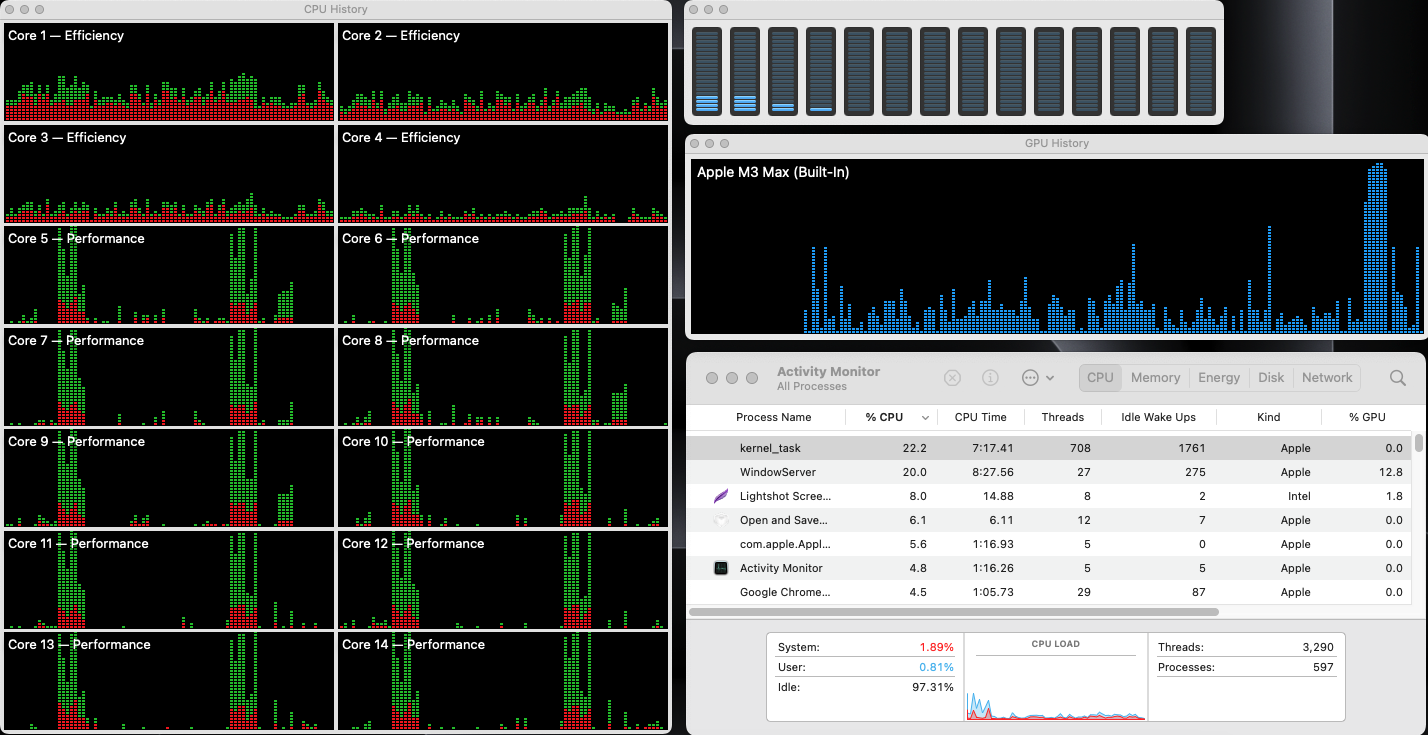 CPU History
Core 1 — Efficiency
Core 2 — Efficiency
Core 3 — Efficiency
Core 4 — Efficiency
Core 5 — Performance
Core 6 — Performance
Core 7 — Performance
Core 8 — Performance
Core 9 — Performance
Core 10 — Performance
Core 11 — Performance
Core 12 — Performance
Core 13 — Performance
Core 14 — Performance
GPU History
Apple M3 Max (Built-In)
Activity Monitor
All Processes
CPU Memory Energy Disk Network
Process Name % CPU CPU Time Threads Idle Wake Ups Kind % GPU
kernel_task 22.2 7:17.41 708 1761 Apple 0.0
WindowServer 20.0 8:27.56 27 275 Apple 12.8
Lightshot Scree... 8.0 14.88 8 2 Intel 1.8
Open and Save... 6.1 6.11 12 7 Apple 0.0
com.apple.Appl... 5.6 1:16.93 5 0 Apple 0.0
Activity Monitor 4.8 1:16.26 5 5 Apple 0.0
Google Chrome... 4.5 1:05.73 29 87 Apple 0.0
System: 1.89%
User: 0.81%
Idle: 97.31%
CPU LOAD
Threads: 3,290
Processes: 597